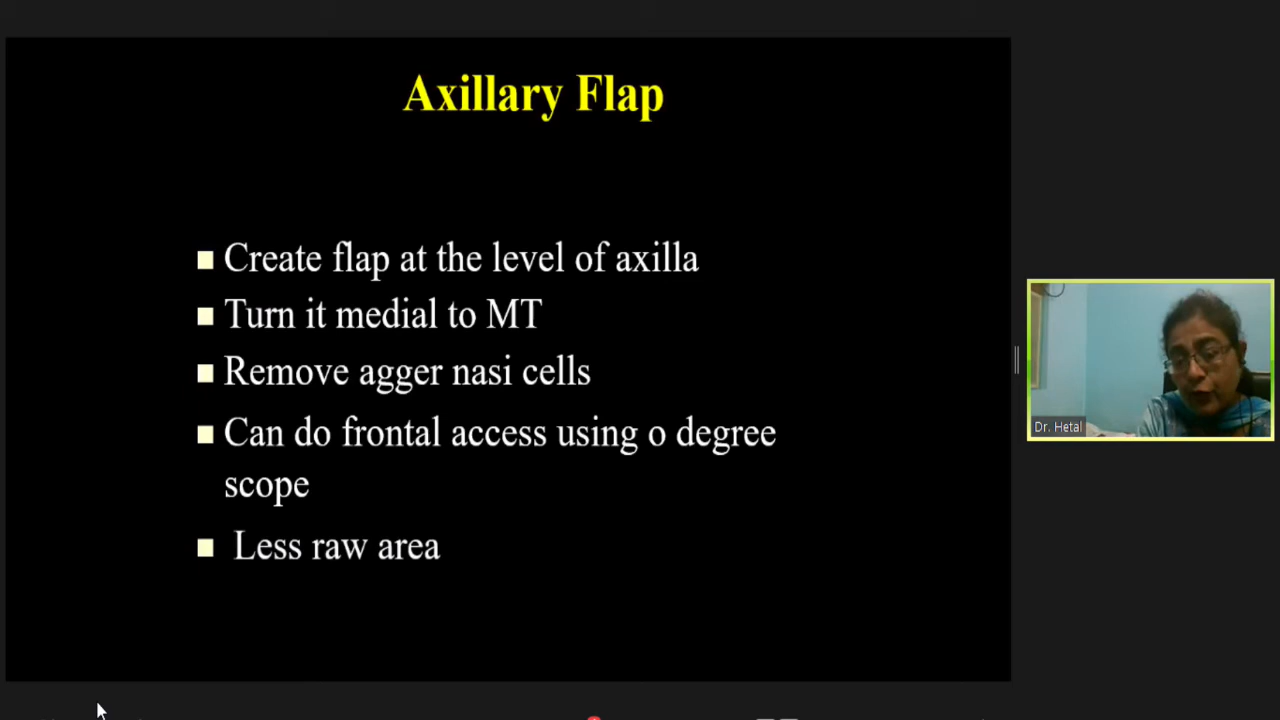 Axillary Flap
Create flap at the level of axilla
Turn it medial to MT
Remove agger nasi cells
Can do frontal access using o degree
scope
Less raw area
Dr. Hetal